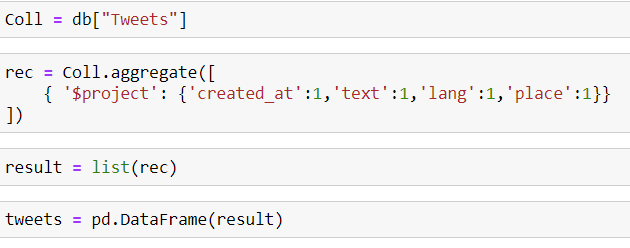 Coll = db["Tweets"]
rec = Coll.aggregate([
    { '$project': {'created_at':1,'text':1,'lang':1,'place':1}}
])
result = list(rec)
tweets = pd.DataFrame(result)